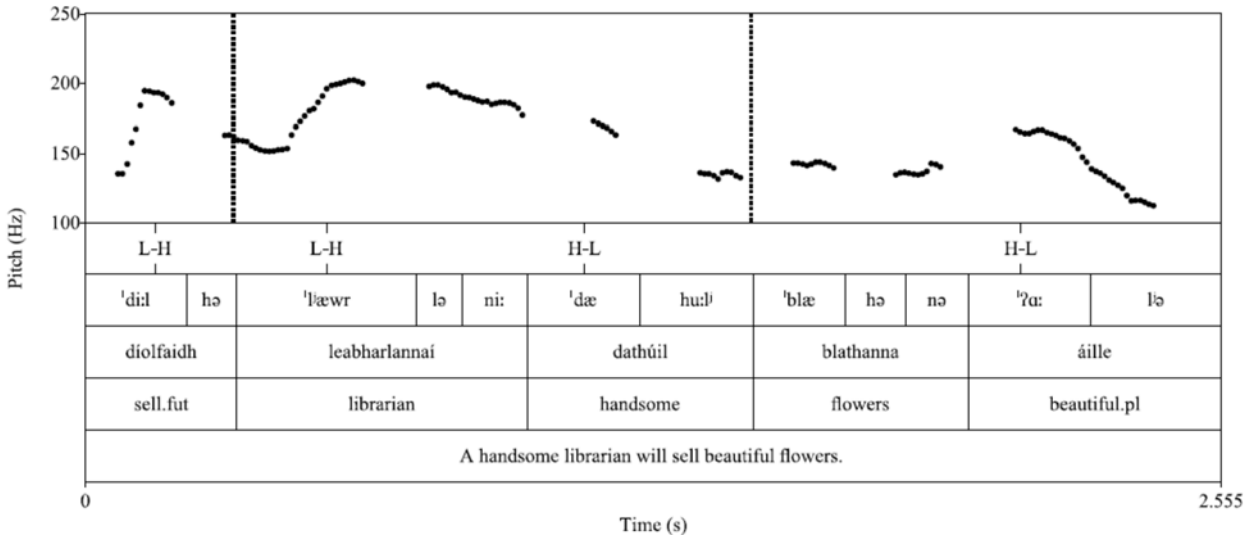 250
200
150
100
Pitch (Hz)
L-H L-H H-L H-L
ˈdiːl hə ˈlʲæwr lə niː ˈdæ huːlʲ ˈblæ hə nə ˈʔɑː lʲə
díolfaidh leabharlannaí dathúil blathanna áille
sell.fut librarian handsome flowers beautiful.pl
A handsome librarian will sell beautiful flowers.
0 2.555
Time (s)